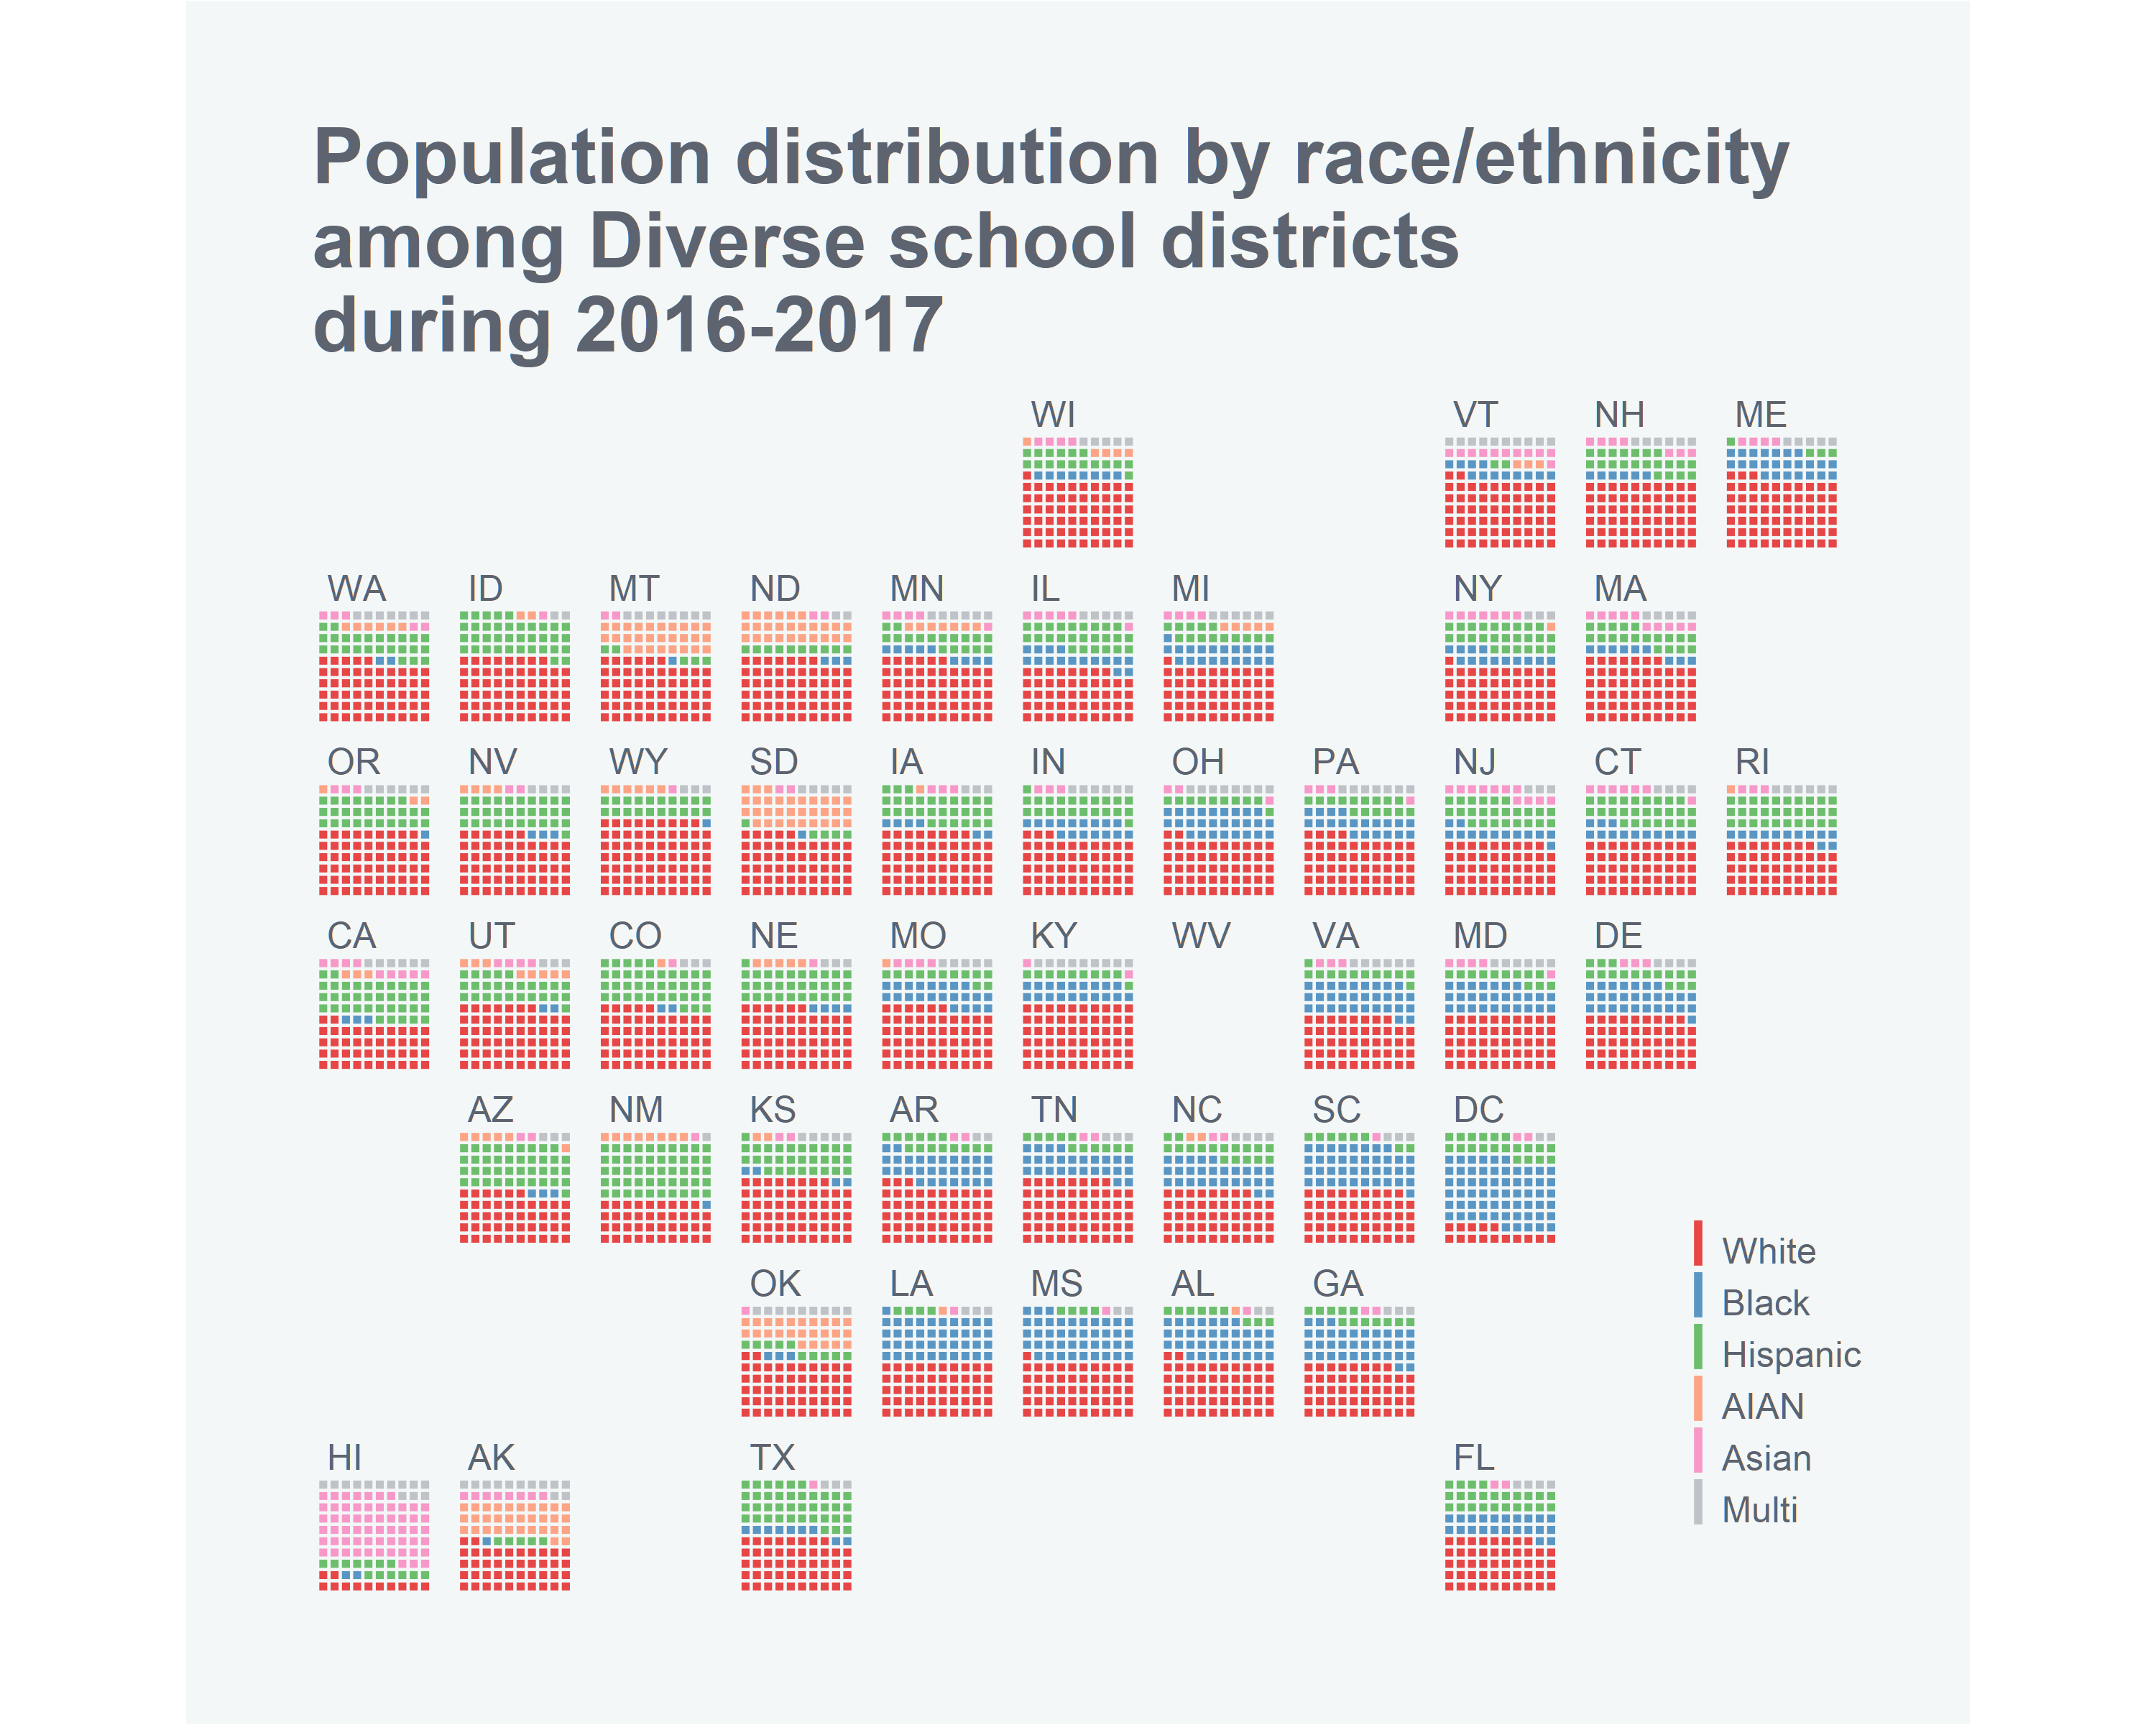 Population distribution by race/ethnicity
among Diverse school districts
during 2016-2017
WI VT NH ME
WA ID MT ND MN IL MI NY MA
OR NV WY SD IA IN OH PA NJ CT RI
CA UT CO NE MO KY WV VA MD DE
AZ NM KS AR TN NC SC DC
OK LA MS AL GA
HI AK TX FL
White
Black
Hispanic
AIAN
Asian
Multi